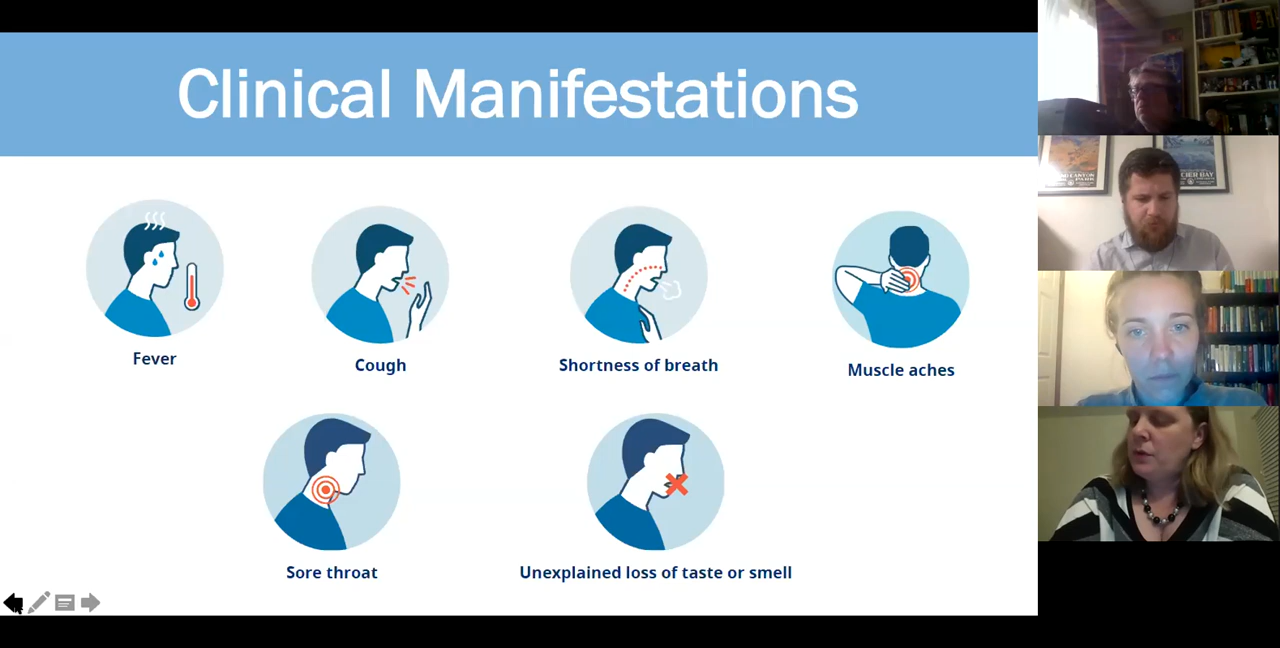 Clinical Manifestations
Fever
Cough
Shortness of breath
Muscle aches
Sore throat
Unexplained loss of taste or smell